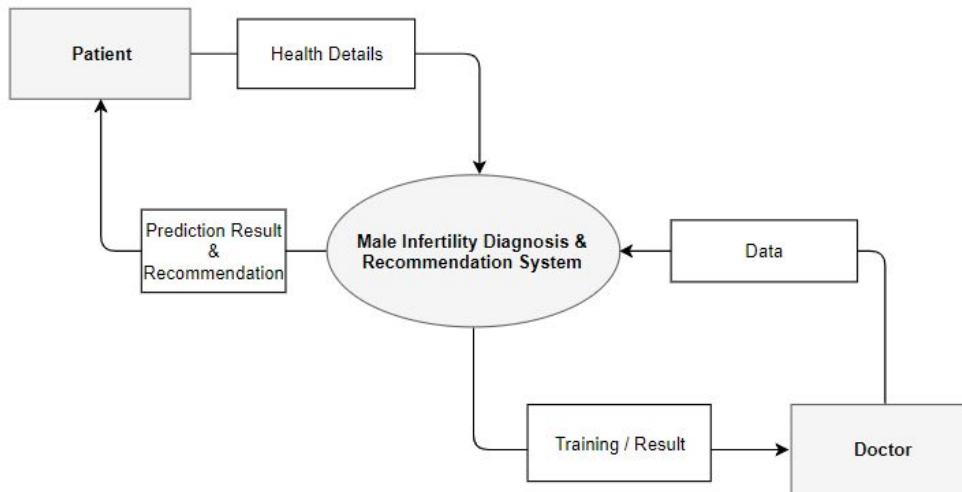 Patient
Health Details
Prediction Result
&
Recommendation
Male Infertility Diagnosis &
Recommendation System
Data
Training / Result
Doctor